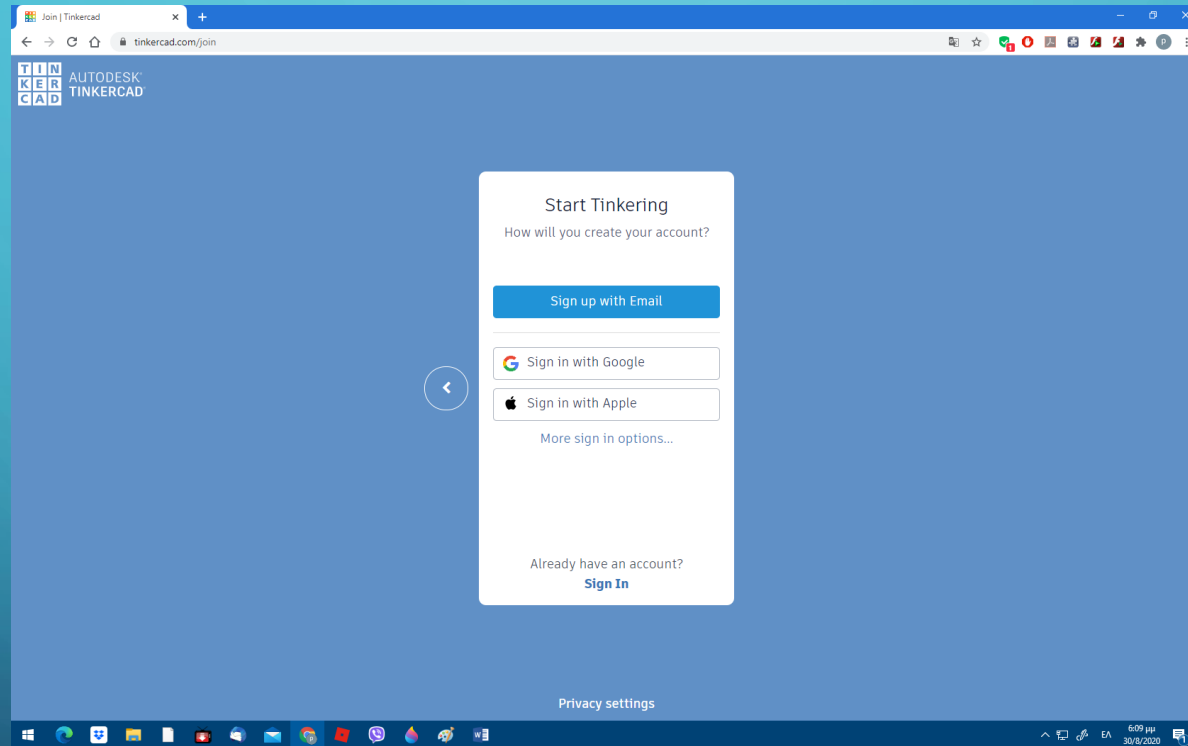 Join | Tinkercad
tinkercad.com/join
1
P
TIN
KER
CAD
AUTODESK®
TINKERCAD®
Start Tinkering
How will you create your account?
Sign up with Email
Sign in with Google
Sign in with Apple
More sign in options...
Already have an account?
Sign In
Privacy settings
ΕΛ
6:09 μμ
30/8/2020